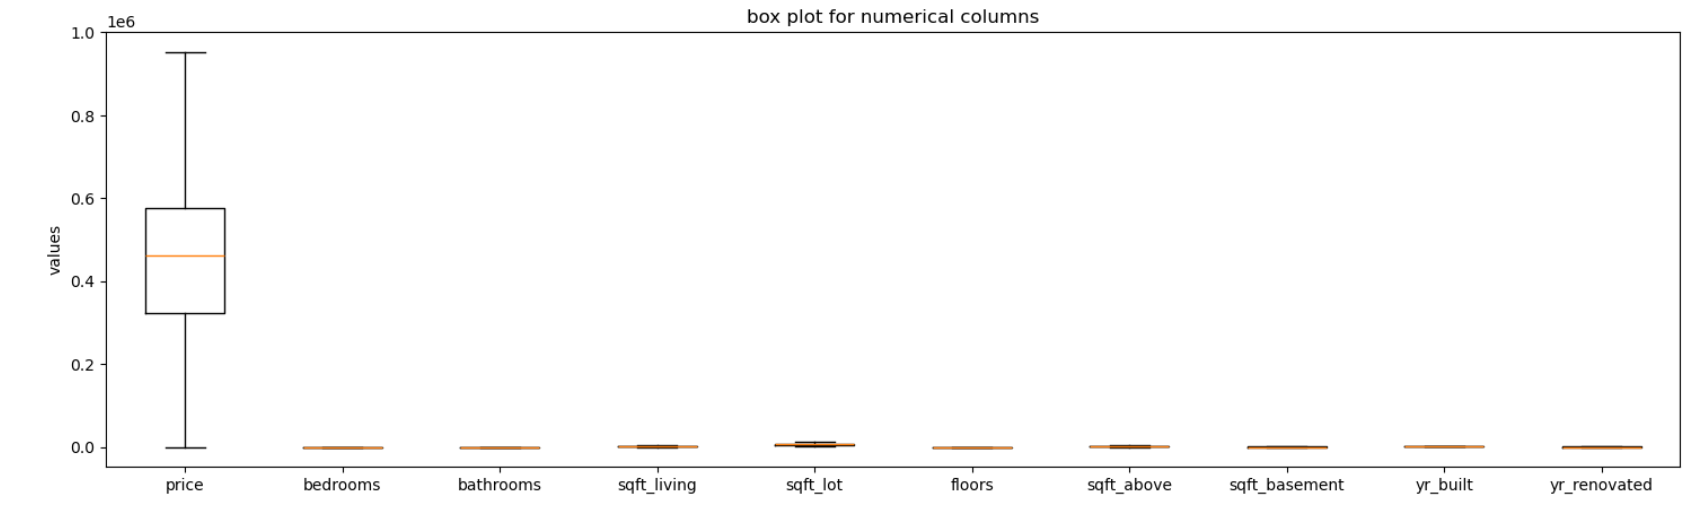 box plot for numerical columns
1e6
1.0
0.8
0.6
0.4
0.2
0.0
values
price bedrooms bathrooms sqft_living sqft_lot floors sqft_above sqft_basement yr_built yr_renovated